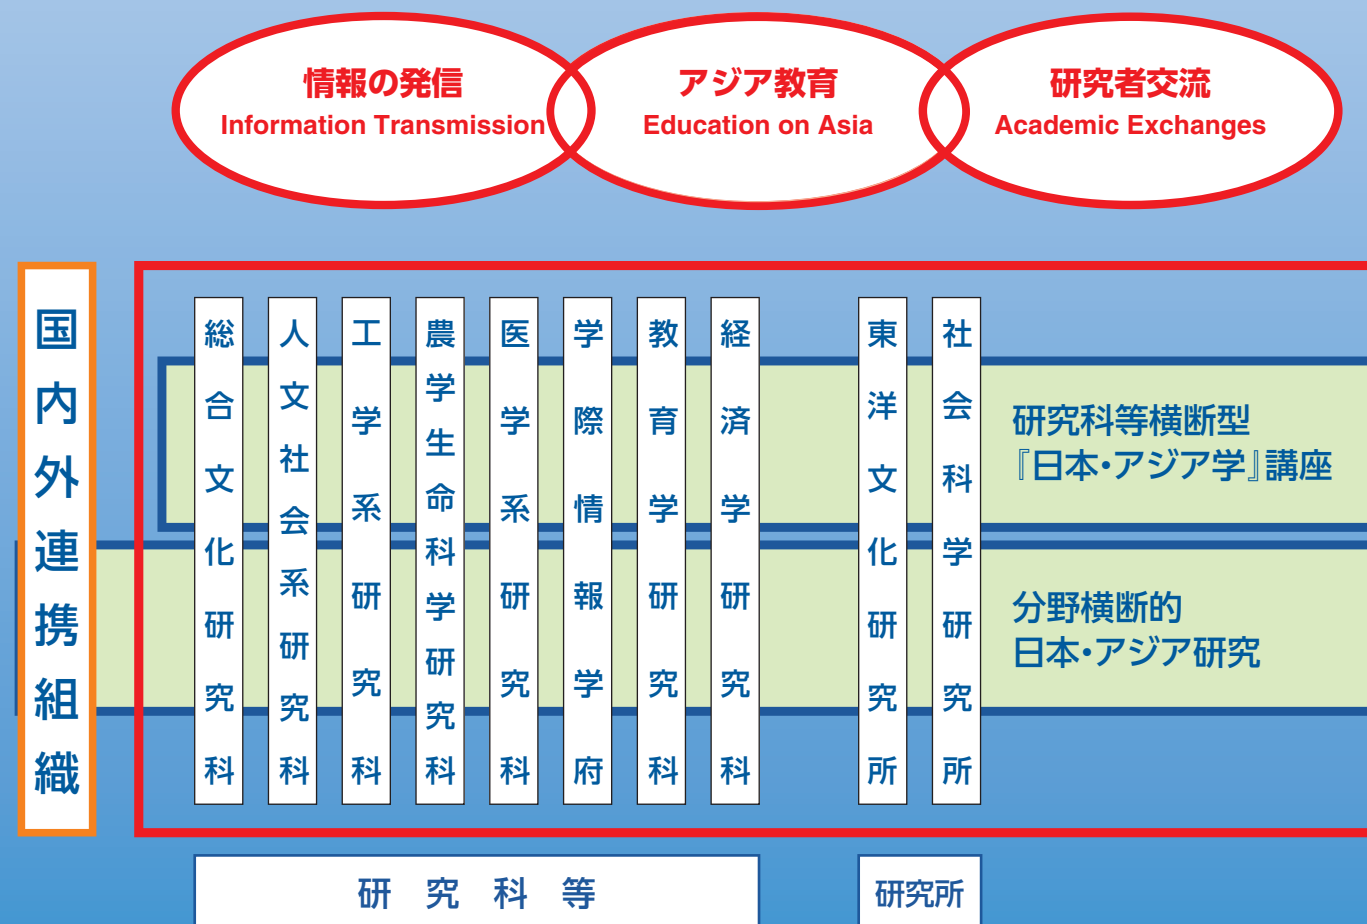 情報の発信
Information Transmission
アジア教育
Education on Asia
研究者交流
Academic Exchanges
国内外連携組織
総合文化研究科
人文社会系研究科
工学系研究科
農学生命科学研究科
医学系研究科
学際情報学府
教育学研究科
経済学研究科
東洋文化研究所
社会科学研究所
研究科等横断型
『日本・アジア学』講座
分野横断的
日本・アジア研究
研究科等
研究所